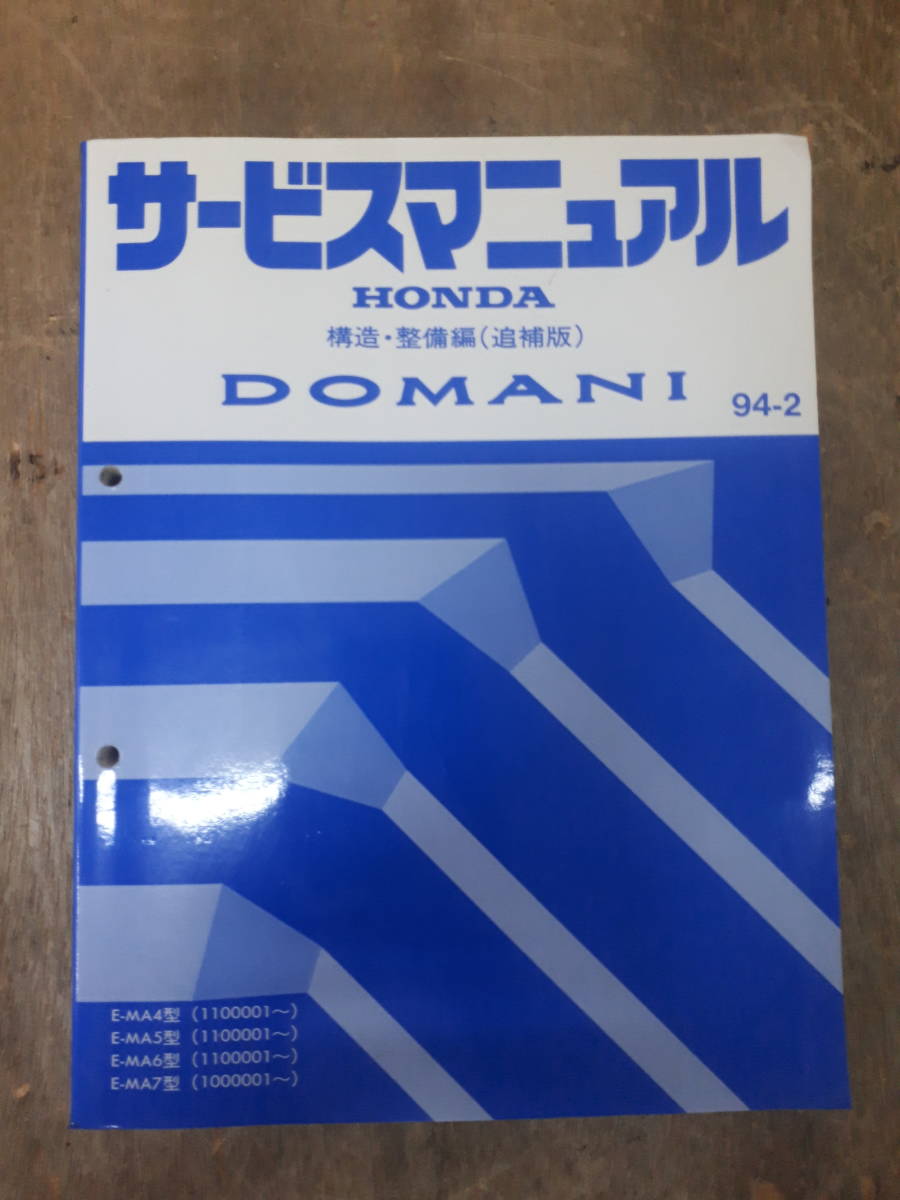 サービスマニュアル
HONDA
構造・整備編(追補版)
DOMANI 94-2
E-MA4型 (1100001～)
E-MA5型 (1100001～)
E-MA6型 (1100001～)
E-MA7型 (1000001～)